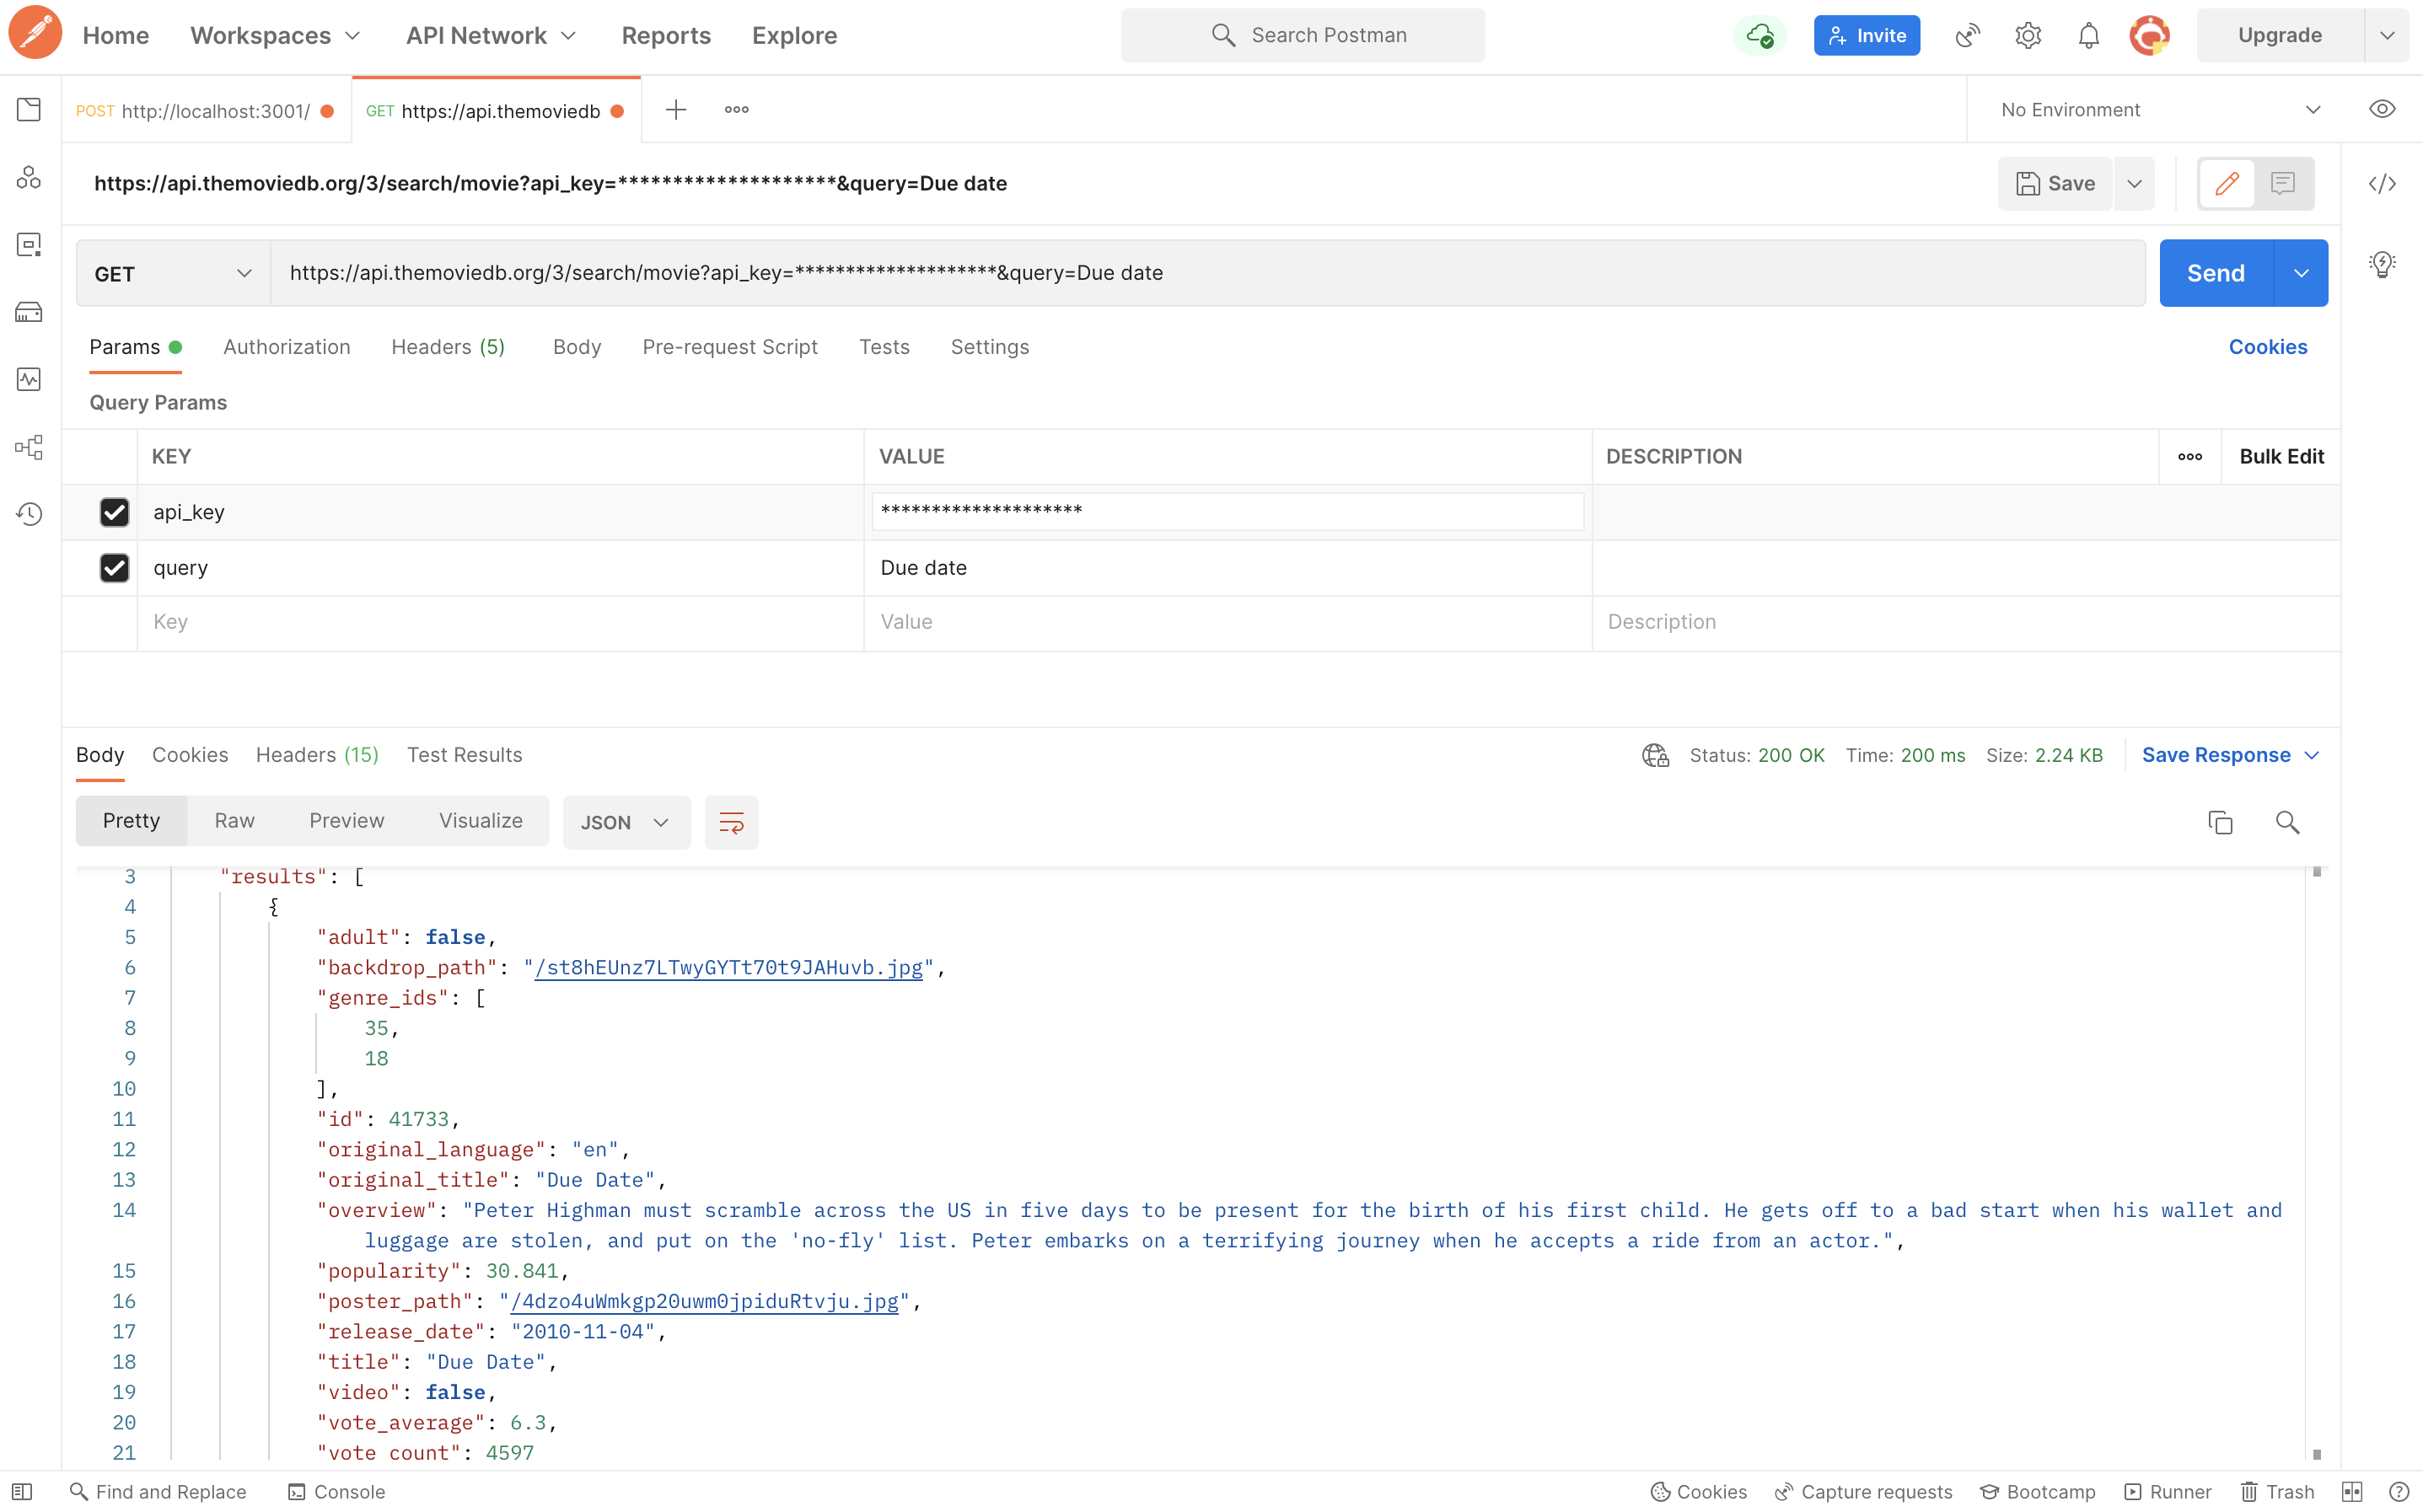 Home Workspaces API Network Reports Explore Search Postman Invite Upgrade
POST http://localhost:3001/ GET https://api.themoviedb No Environment
https://api.themoviedb.org/3/search/movie?api_key=********************&query=Due date Save
GET https://api.themoviedb.org/3/search/movie?api_key=********************&query=Due date Send
Params Authorization Headers (5) Body Pre-request Script Tests Settings Cookies
Query Params
KEY VALUE DESCRIPTION Bulk Edit
api_key ********************
query Due date
Key Value Description
Body Cookies Headers (15) Test Results Status: 200 OK Time: 200 ms Size: 2.24 KB Save Response
Pretty Raw Preview Visualize JSON
3 "results": [
4 {
5 "adult": false,
6 "backdrop_path": "/st8hEUnz7LTwyGYTt70t9JAHuvb.jpg",
7 "genre_ids": [
8 35,
9 18
10 ],
11 "id": 41733,
12 "original_language": "en",
13 "original_title": "Due Date",
14 "overview": "Peter Highman must scramble across the US in five days to be present for the birth of his first child. He gets off to a bad start when his wallet and
luggage are stolen, and put on the 'no-fly' list. Peter embarks on a terrifying journey when he accepts a ride from an actor.",
15 "popularity": 30.841,
16 "poster_path": "/4dzo4uWmkgp20uwm0jpiduRtvju.jpg",
17 "release_date": "2010-11-04",
18 "title": "Due Date",
19 "video": false,
20 "vote_average": 6.3,
21 "vote_count": 4597
Find and Replace Console Cookies Capture requests Bootcamp Runner Trash